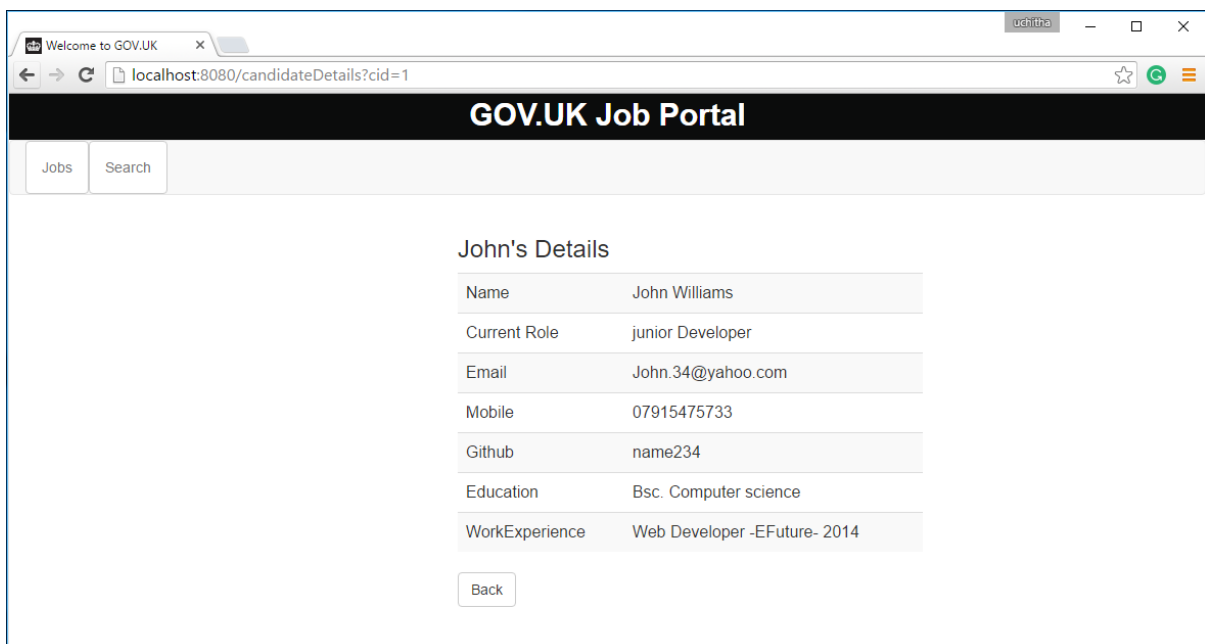 uchitha
Welcome to GOV.UK
localhost:8080/candidateDetails?cid=1
GOV.UK Job Portal
Jobs Search
John's Details
Name John Williams
Current Role junior Developer
Email John.34@yahoo.com
Mobile 07915475733
Github name234
Education Bsc. Computer science
WorkExperience Web Developer -EFuture- 2014
Back